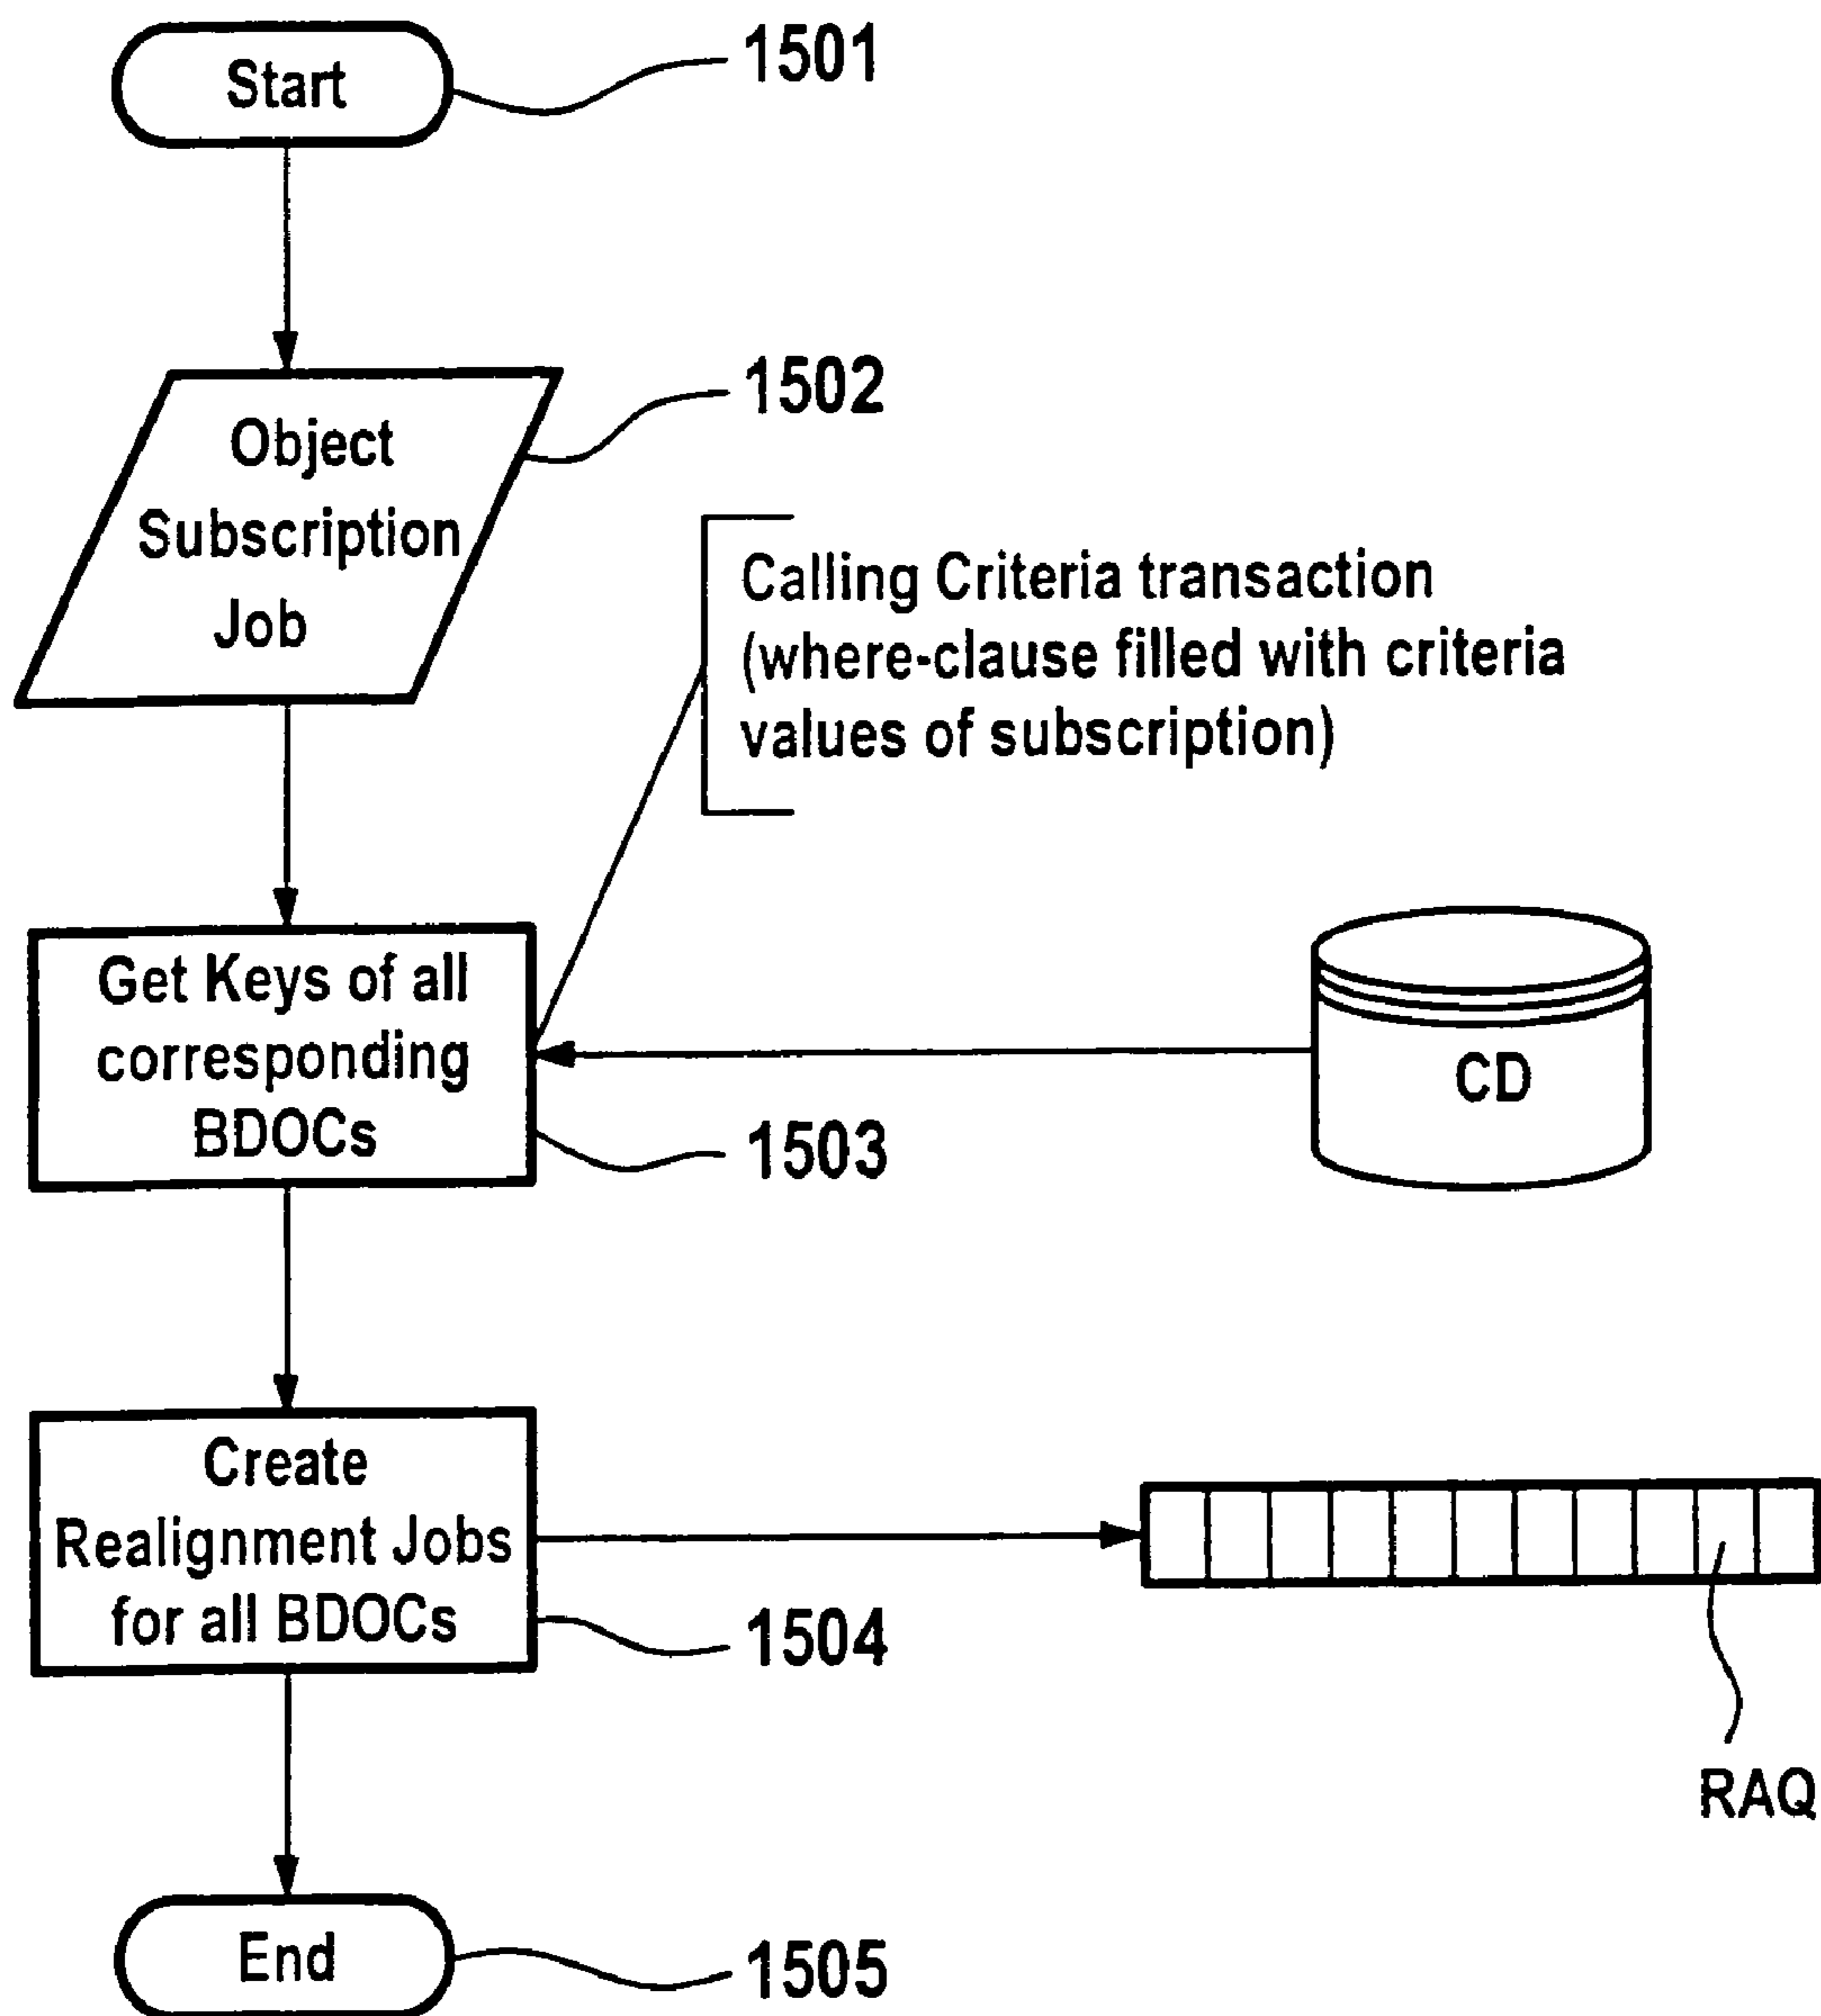 Start
1501
Object
Subscription
Job
1502
Calling Criteria transaction
(where-clause filled with criteria
values of subscription)
Get Keys of all
corresponding
BDOCs
1503
CD
Create
Realignment Jobs
for all BDOCs
1504
RAQ
End
1505